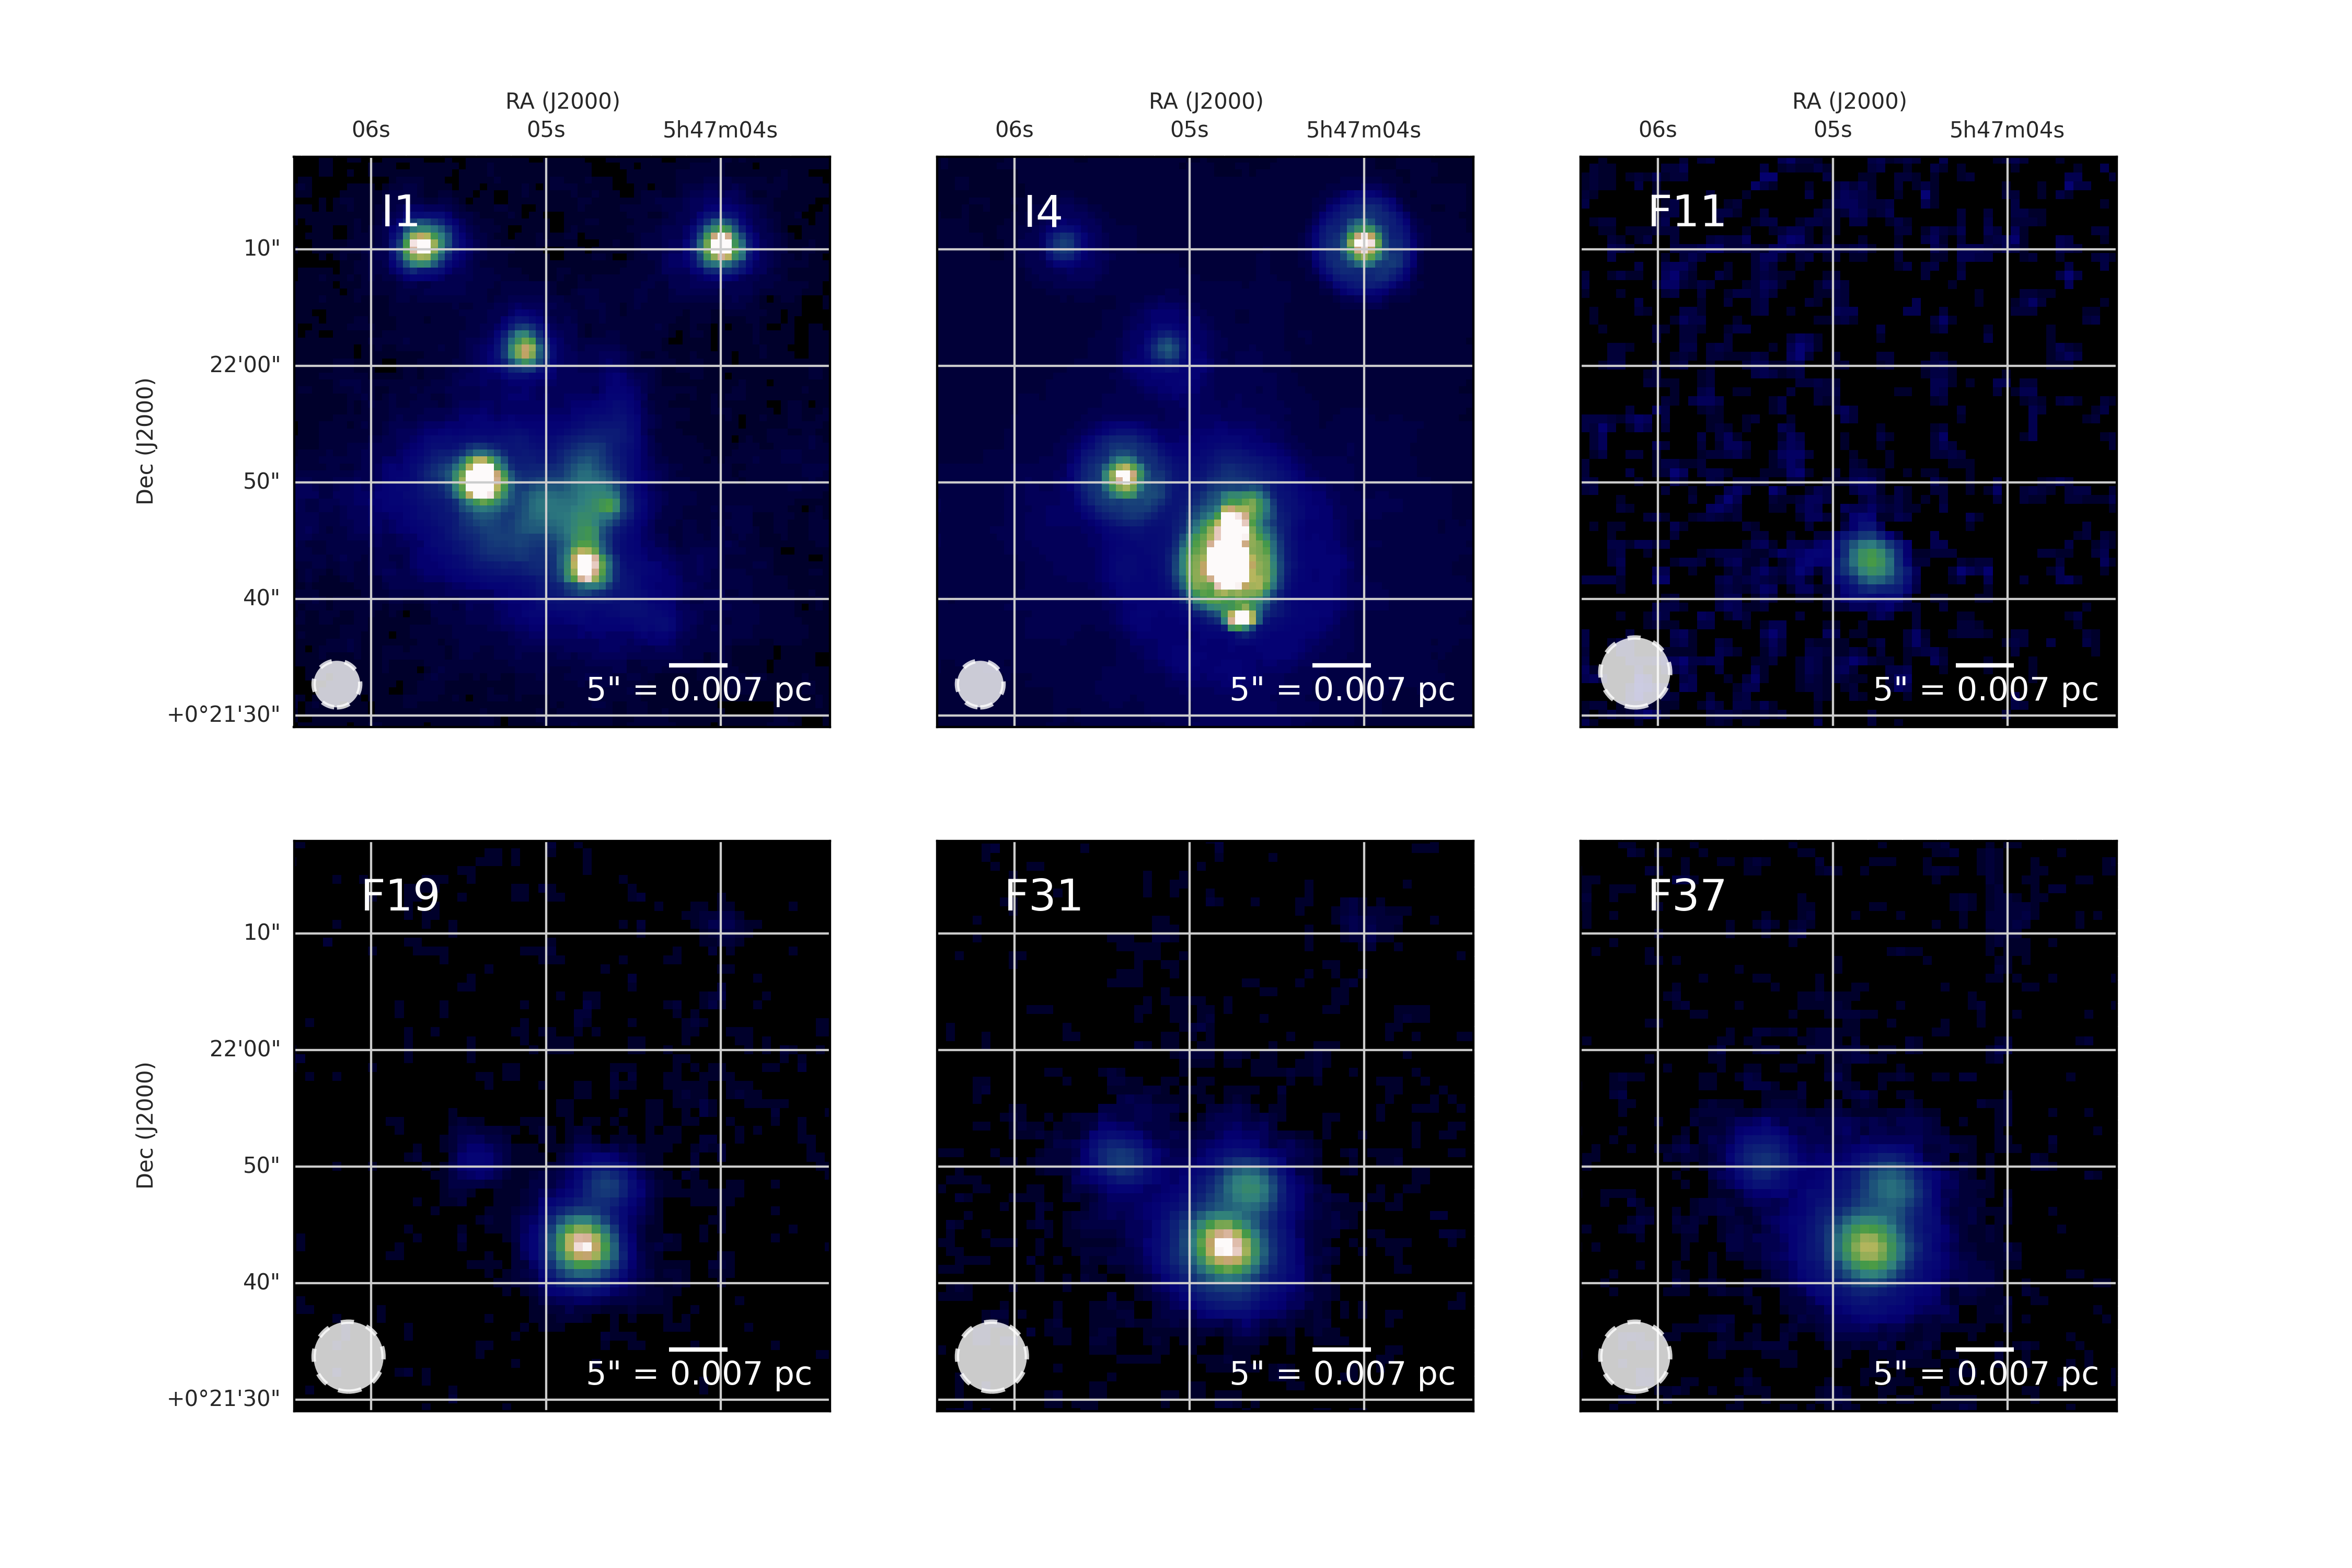 RA (J2000) RA (J2000) RA (J2000)
06s 05s 5h47m04s 06s 05s 5h47m04s 06s 05s 5h47m04s
I1 I4 F11
10"
22'00"
Dec (J2000)
50"
40"
5" = 0.007 pc 5" = 0.007 pc 5" = 0.007 pc
+0°21'30"
F19 F31 F37
10"
22'00"
Dec (J2000)
50"
40"
5" = 0.007 pc 5" = 0.007 pc 5" = 0.007 pc
+0°21'30"